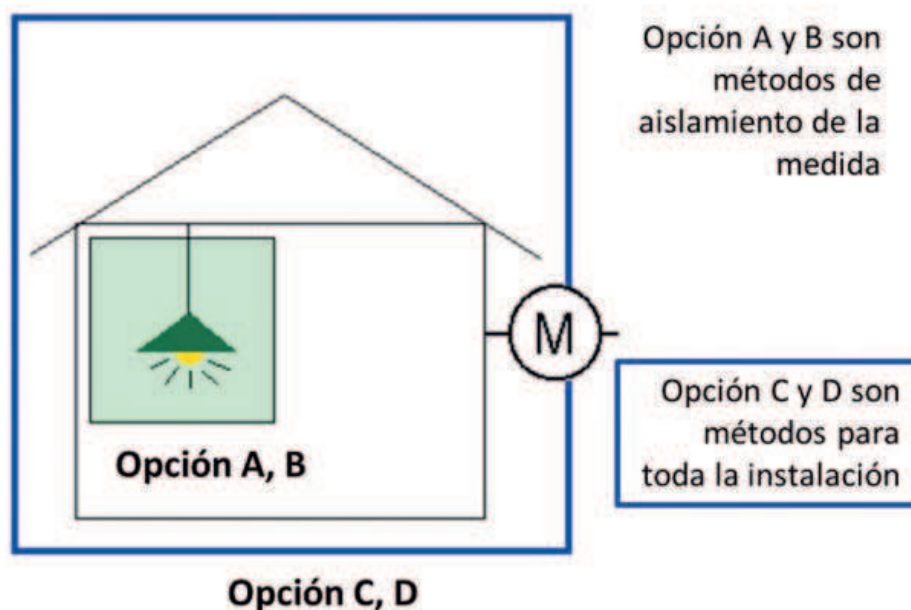 Opción A y B son
métodos de
aislamiento de la
medida
M
Opción C y D son
métodos para
toda la instalación
Opción A, B
Opción C, D